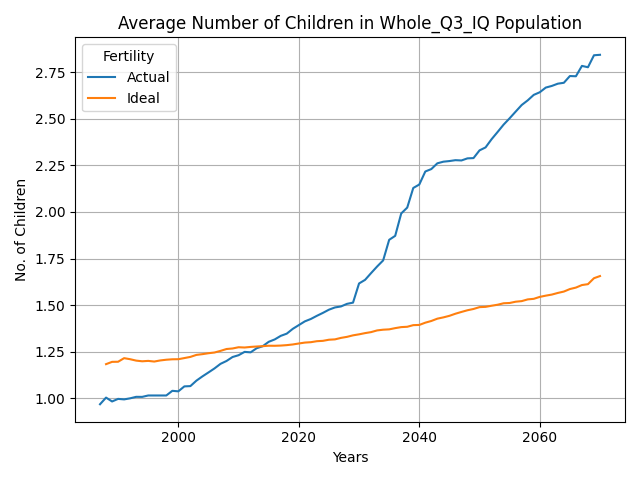 Average Number of Children in Whole_Q3_IQ Population
Fertility
Actual
Ideal
2.75
2.50
2.25
2.00
1.75
1.50
1.25
1.00
No. of Children
2000
2020
2040
2060
Years